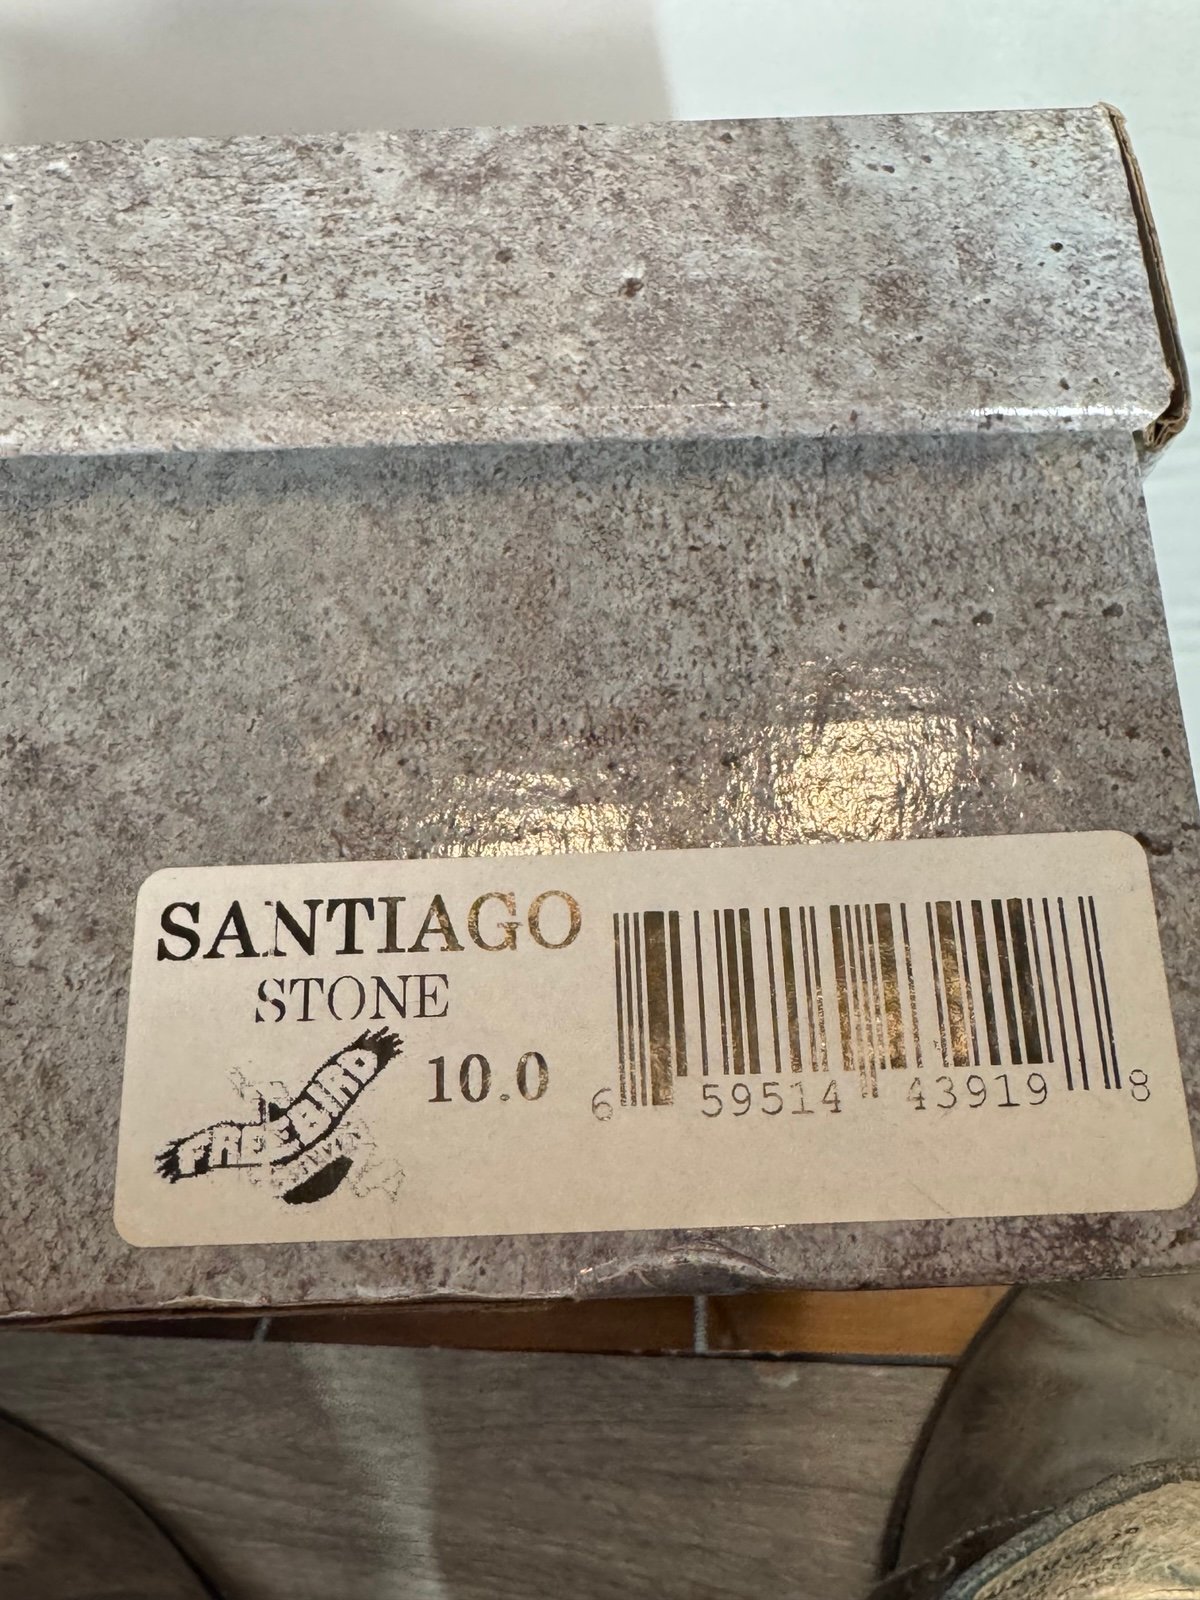 SANTIAGO
STONE
FREEBIRD
10.0
6 59514 43919 8